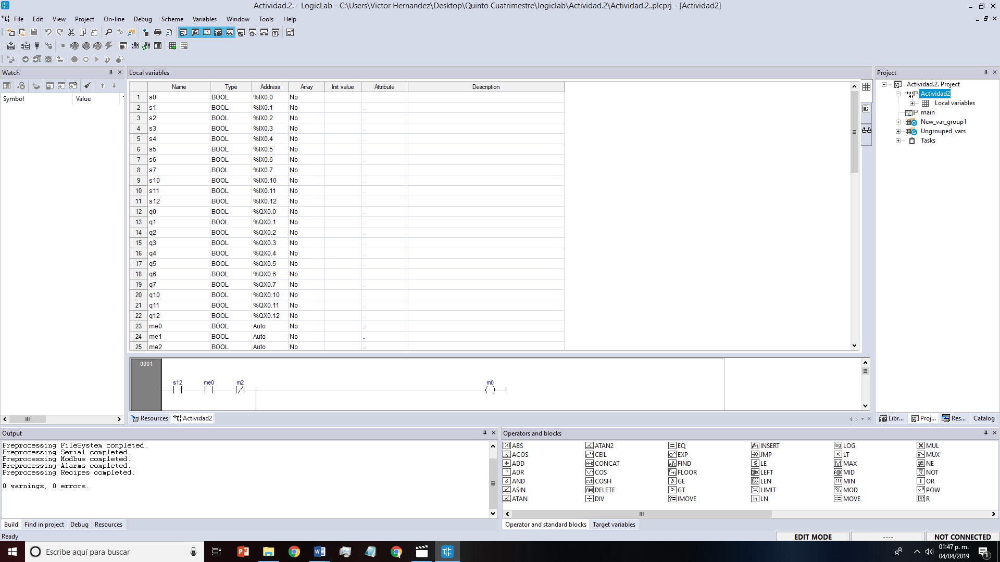 Actividad.2. - LogicLab - C:\Users\Victor Hernandez\Desktop\Quinto Cuatrimestre\logiclab\Actividad.2\Actividad.2..plcprj - [Actividad2]
File Edit View Project On-line Debug Scheme Variables Window Tools Help
Watch
Symbol Value
Local variables
Name Type Address Array Init value Attribute Description
1 s0 BOOL %IX0.0 No ..
2 s1 BOOL %IX0.1 No ..
3 s2 BOOL %IX0.2 No ..
4 s3 BOOL %IX0.3 No ..
5 s4 BOOL %IX0.4 No ..
6 s5 BOOL %IX0.5 No ..
7 s6 BOOL %IX0.6 No ..
8 s7 BOOL %IX0.7 No ..
9 s10 BOOL %IX0.10 No ..
10 s11 BOOL %IX0.11 No ..
11 s12 BOOL %IX0.12 No ..
12 q0 BOOL %QX0.0 No ..
13 q1 BOOL %QX0.1 No ..
14 q2 BOOL %QX0.2 No ..
15 q3 BOOL %QX0.3 No ..
16 q4 BOOL %QX0.4 No ..
17 q5 BOOL %QX0.5 No ..
18 q6 BOOL %QX0.6 No ..
19 q7 BOOL %QX0.7 No ..
20 q10 BOOL %QX0.10 No ..
21 q11 BOOL %QX0.11 No ..
22 q12 BOOL %QX0.12 No ..
23 me0 BOOL Auto No ..
24 me1 BOOL Auto No ..
25 me2 BOOL Auto No ..
0001
s12 me0 m2 m0
Resources Actividad2
Project
Actividad.2. Project
Actividad2
Local variables
main
New_var_group1
Ungrouped_vars
Tasks
Libr... Proj... Res... Catalog
Output
Preprocessing FileSystem completed.
Preprocessing Serial completed.
Preprocessing Modbus completed.
Preprocessing Alarms completed.
Preprocessing Recipes completed.
0 warnings, 0 errors.
Build Find in project Debug Resources
Operators and blocks
ABS ATAN2 EQ INSERT LOG MUL
ACOS CEIL EXP JMP LT MUX
ADD CONCAT FIND LE MAX NE
ADR COS FLOOR LEFT MID NOT
AND COSH GE LEN MIN OR
ASIN DELETE GT LIMIT MOD POW
ATAN DIV IMOVE LN MOVE R
Operator and standard blocks Target variables
Ready
EDIT MODE ---- NOT CONNECTED
Escribe aquí para buscar
01:47 p. m.
04/04/2019
1